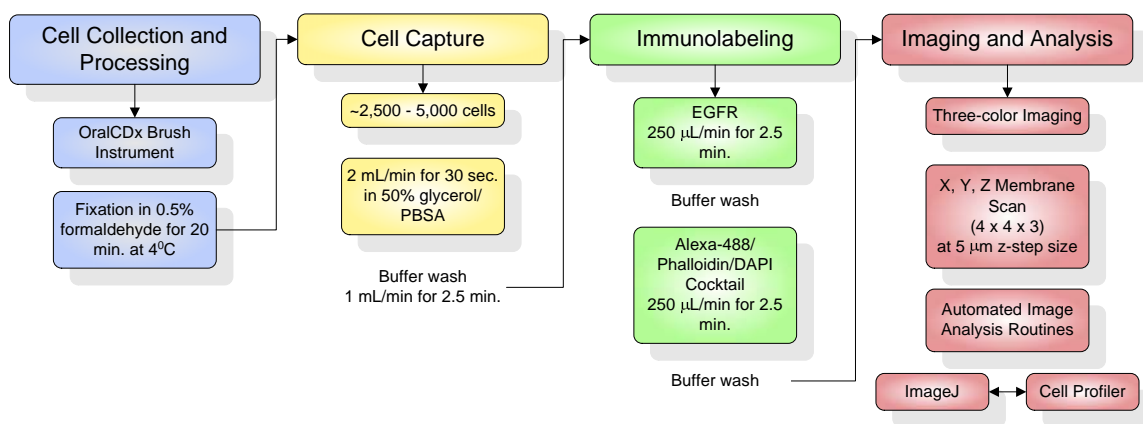 Cell Collection and
Processing
OralCDx Brush
Instrument
Fixation in 0.5%
formaldehyde for 20
min. at 4⁰C
Cell Capture
~2,500 - 5,000 cells
2 mL/min for 30 sec.
in 50% glycerol/
PBSA
Buffer wash
1 mL/min for 2.5 min.
Immunolabeling
EGFR
250 μL/min for 2.5
min.
Buffer wash
Alexa-488/
Phalloidin/DAPI
Cocktail
250 μL/min for 2.5
min.
Buffer wash
Imaging and Analysis
Three-color Imaging
X, Y, Z Membrane
Scan
(4 x 4 x 3)
at 5 μm z-step size
Automated Image
Analysis Routines
ImageJ
Cell Profiler